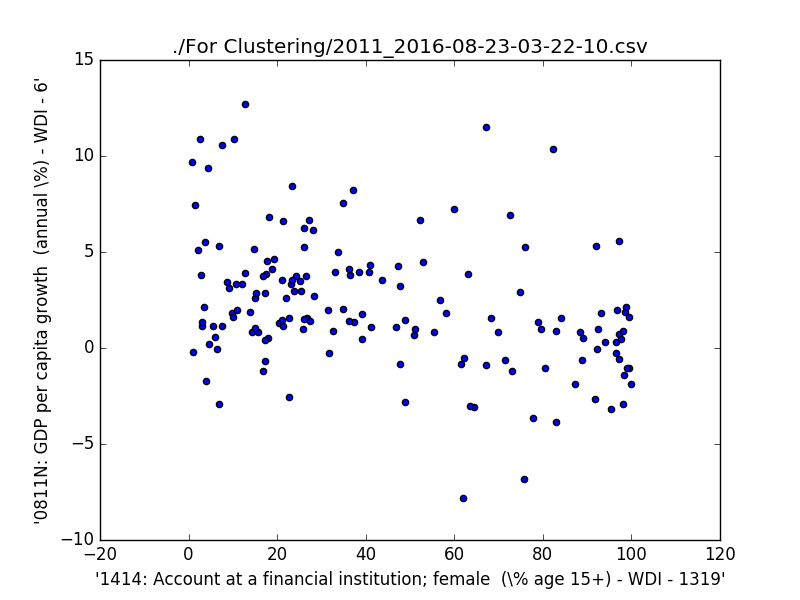 ./For Clustering/2011_2016-08-23-03-22-10.csv
15
10
5
0
−5
−10
'0811N: GDP per capita growth  (annual \%) - WDI - 6'
−20 0 20 40 60 80 100 120
'1414: Account at a financial institution; female  (\% age 15+) - WDI - 1319'